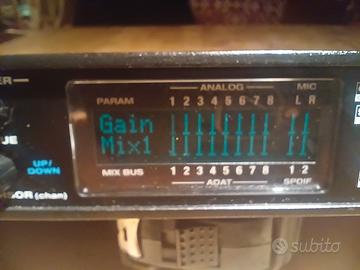 ANALOG MIC
PARAM 1 2 3 4 5 6 7 8 L R
Gain
Mix1
UP/
DOWN
(chan)
MIX BUS 1 2 3 4 5 6 7 8 1 2
ADAT SPDIF
subito